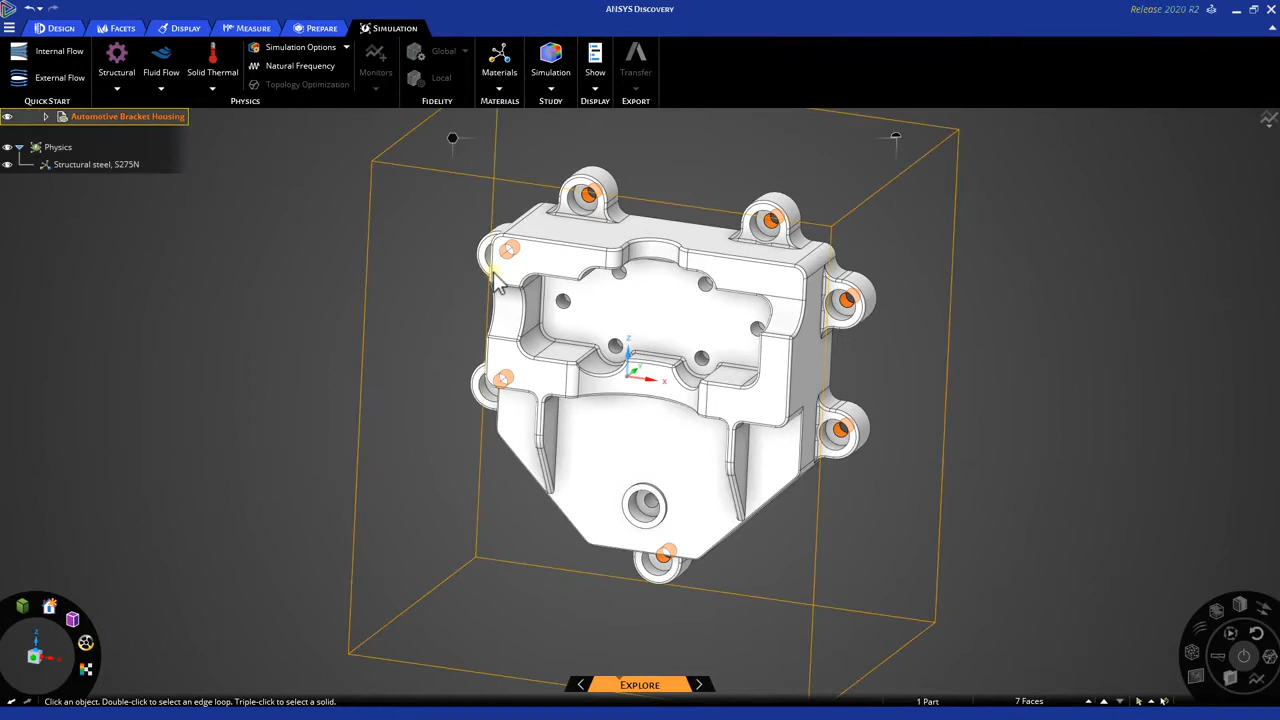 ANSYS Discovery
Release 2020 R2
DESIGN
FACETS
DISPLAY
MEASURE
PREPARE
SIMULATION
Internal Flow
External Flow
QUICK START
Structural
Fluid Flow
Solid Thermal
Simulation Options
Natural Frequency
Topology Optimization
PHYSICS
Monitors
Global
Local
FIDELITY
Materials
MATERIALS
Simulation
STUDY
Show
DISPLAY
Transfer
EXPORT
Automotive Bracket Housing
Physics
Structural steel, S275N
z
Y
x
z
x
EXPLORE
Click an object. Double-click to select an edge loop. Triple-click to select a solid.
1 Part
7 Faces